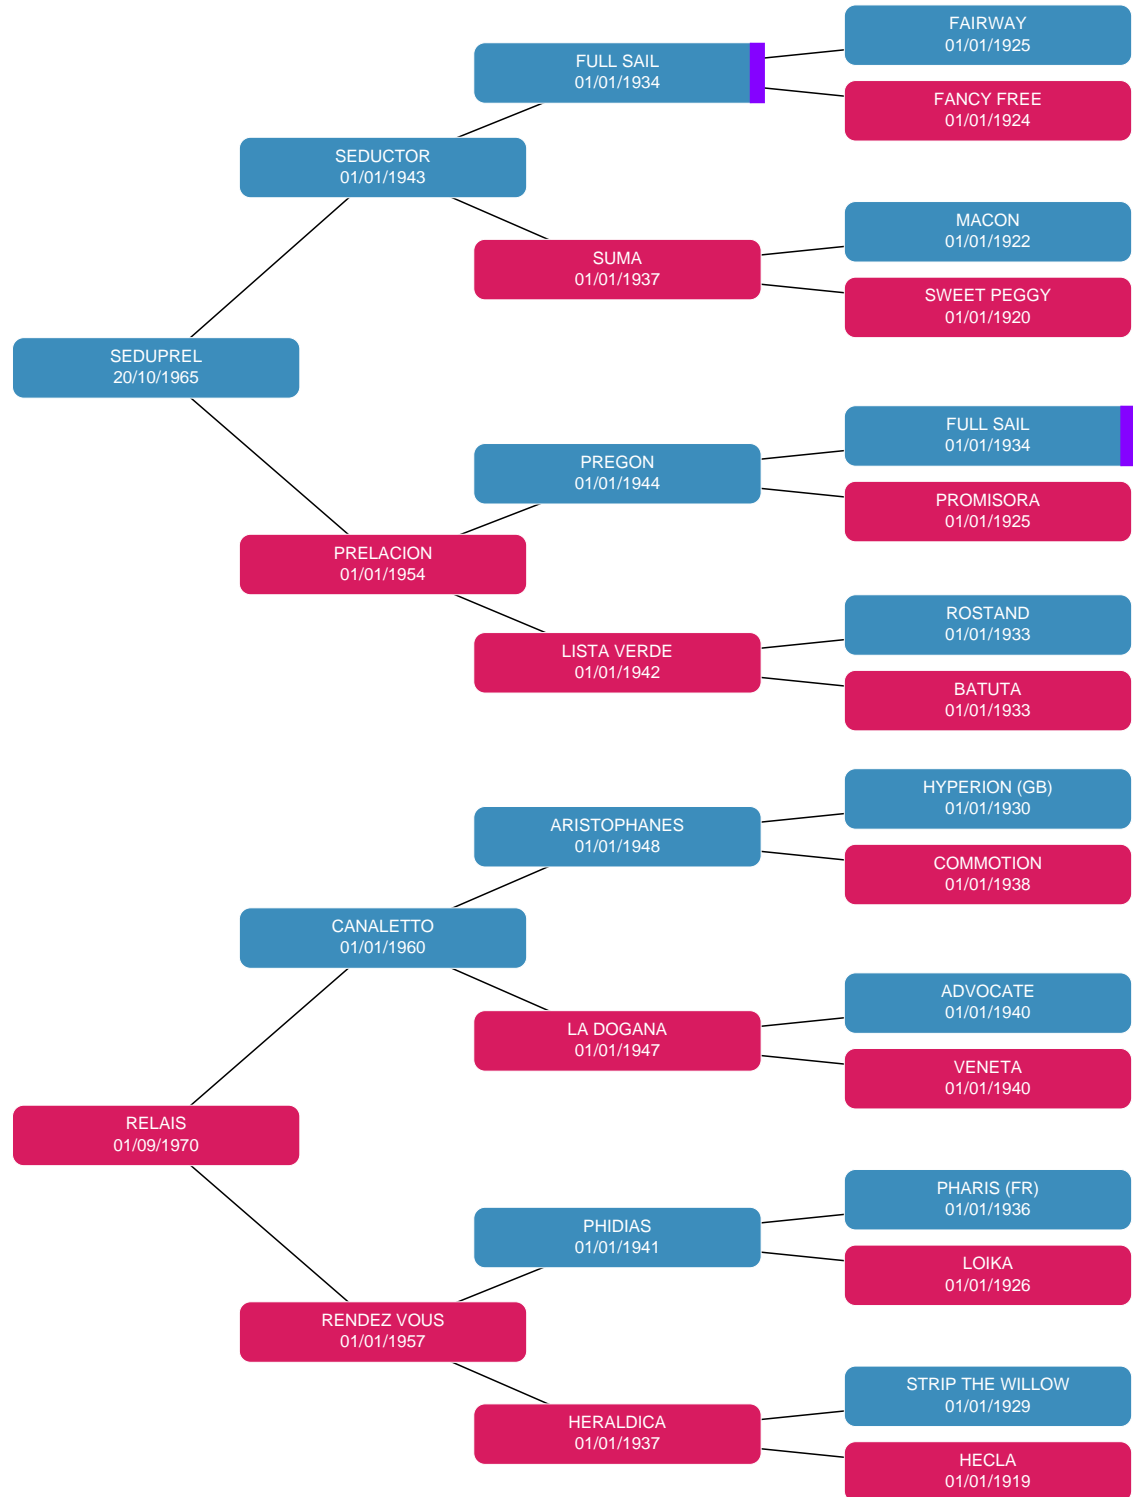 FAIRWAY
01/01/1925
FULL SAIL
01/01/1934
FANCY FREE
01/01/1924
SEDUCTOR
01/01/1943
MACON
01/01/1922
SUMA
01/01/1937
SWEET PEGGY
01/01/1920
SEDUPREL
20/10/1965
FULL SAIL
01/01/1934
PREGON
01/01/1944
PROMISORA
01/01/1925
PRELACION
01/01/1954
ROSTAND
01/01/1933
LISTA VERDE
01/01/1942
BATUTA
01/01/1933
HYPERION (GB)
01/01/1930
ARISTOPHANES
01/01/1948
COMMOTION
01/01/1938
CANALETTO
01/01/1960
ADVOCATE
01/01/1940
LA DOGANA
01/01/1947
VENETA
01/01/1940
RELAIS
01/09/1970
PHARIS (FR)
01/01/1936
PHIDIAS
01/01/1941
LOIKA
01/01/1926
RENDEZ VOUS
01/01/1957
STRIP THE WILLOW
01/01/1929
HERALDICA
01/01/1937
HECLA
01/01/1919